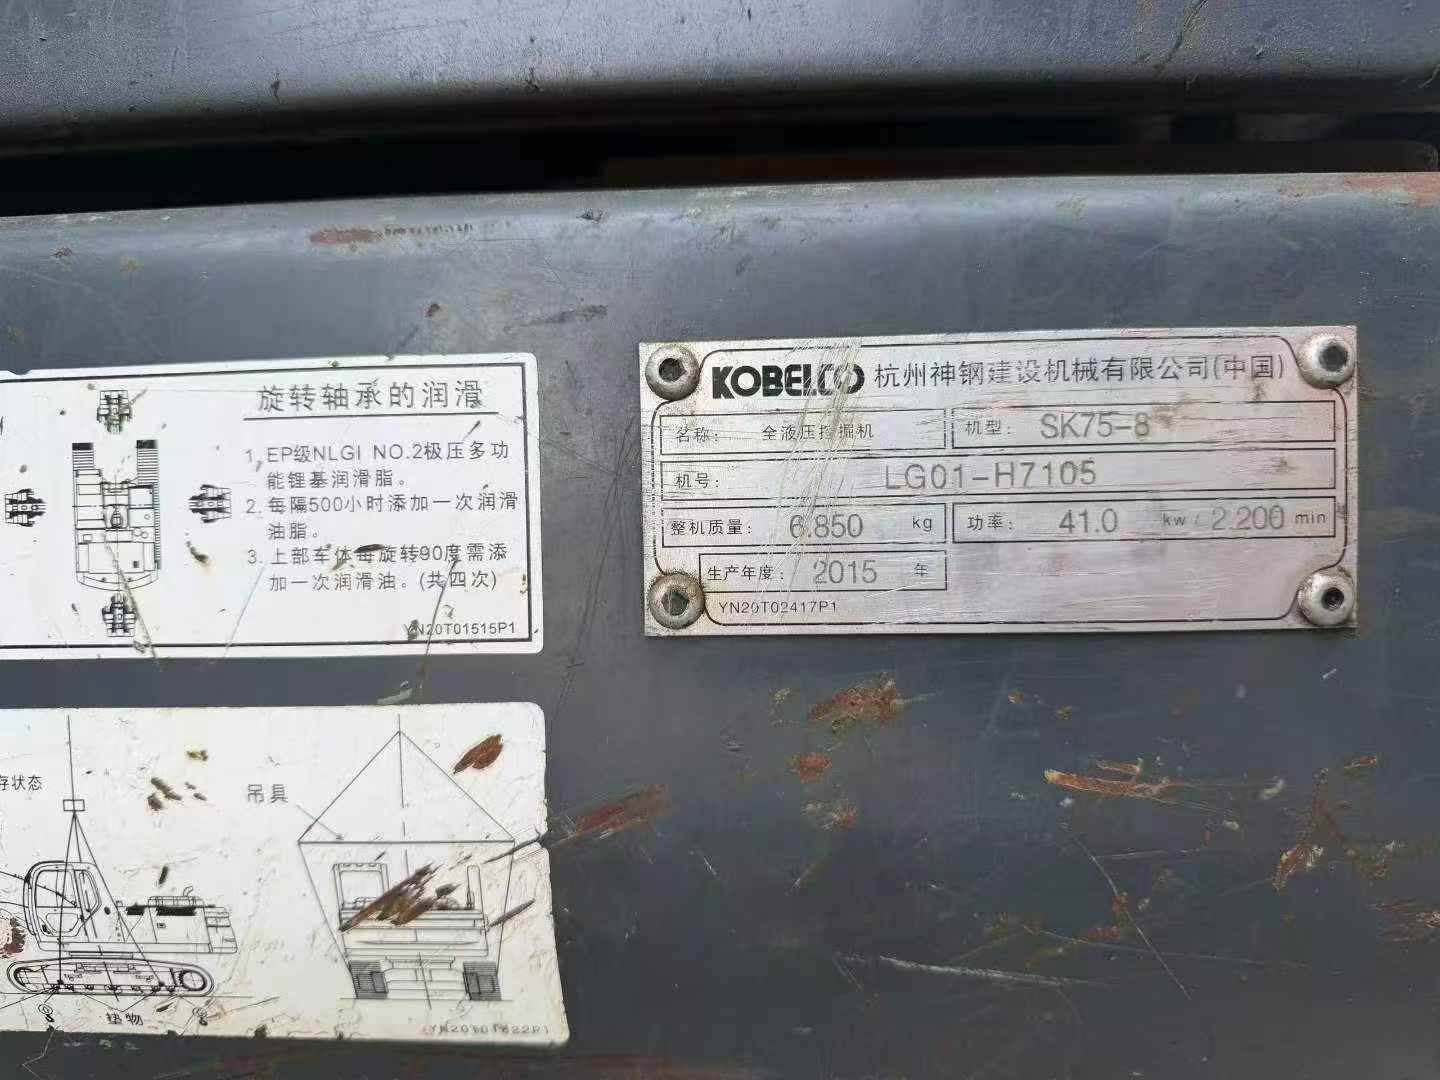 旋转轴承的润滑
1. EP级NLGI NO.2极压多功
能锂基润滑脂。
2. 每隔500小时添加一次润滑
油脂。
3. 上部车体每旋转90度需添
加一次润滑油。(共四次)
YN20T01515P1
存状态
吊具
垫物
KOBELCO 杭州神钢建设机械有限公司(中国)
名称: 全液压挖掘机 机型: SK75-8
机号: LG01-H7105
整机质量: 6.850 kg 功率: 41.0 kw/2.200 min
生产年度: 2015 年
YN20T02417P1